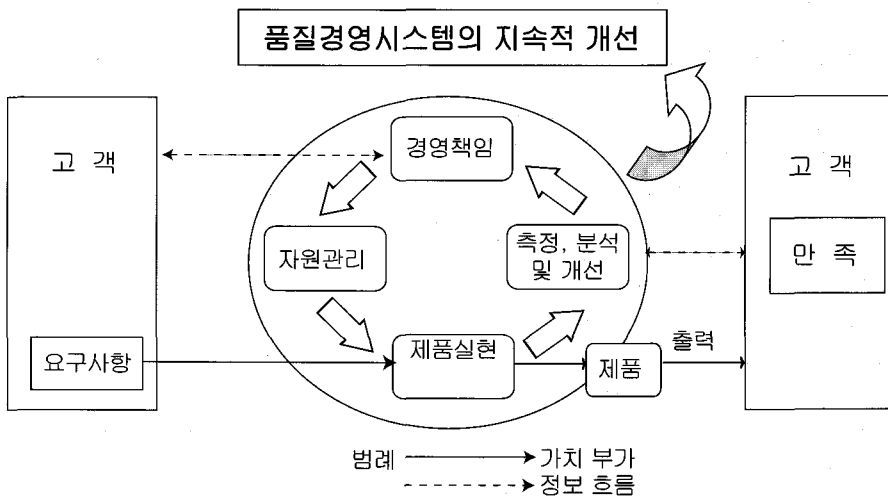 품질경영시스템의 지속적 개선
고 객
경영책임
고 객
자원관리
측정, 분석
및 개선
만 족
요구사항
제품실현
제품
출력
범례 가치 부가
정보 흐름